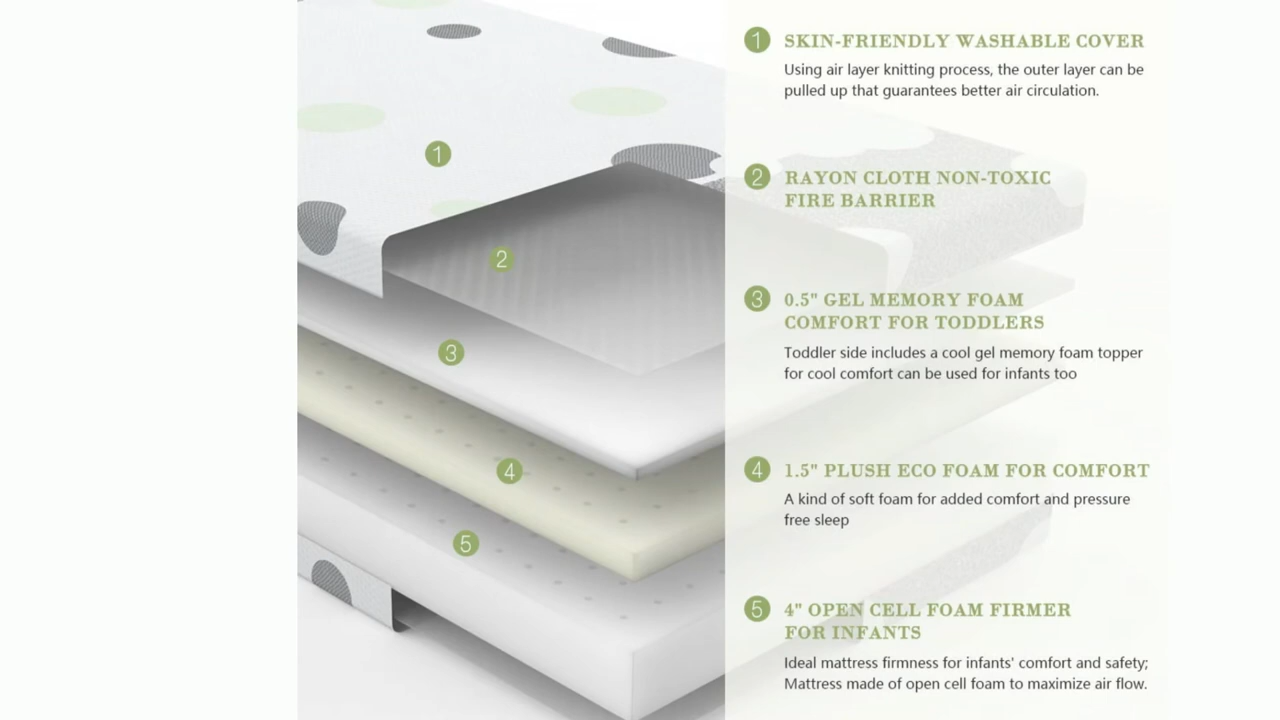 1 SKIN-FRIENDLY WASHABLE COVER
Using air layer knitting process, the outer layer can be
pulled up that guarantees better air circulation.
2 RAYON CLOTH NON-TOXIC
FIRE BARRIER
3 0.5" GEL MEMORY FOAM
COMFORT FOR TODDLERS
Toddler side includes a cool gel memory foam topper
for cool comfort can be used for infants too
4 1.5" PLUSH ECO FOAM FOR COMFORT
A kind of soft foam for added comfort and pressure
free sleep
5 4" OPEN CELL FOAM FIRMER
FOR INFANTS
Ideal mattress firmness for infants' comfort and safety;
Mattress made of open cell foam to maximize air flow.
1
2
3
4
5